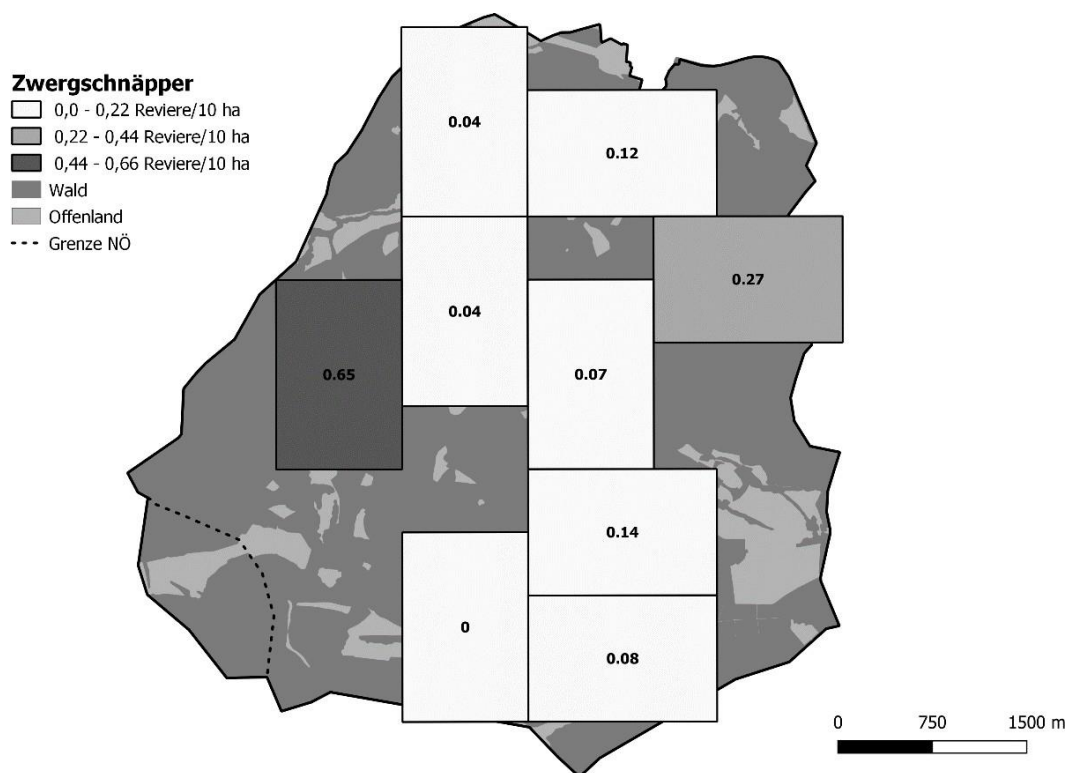 Zwergschnäpper
0,0 - 0,22 Reviere/10 ha
0,22 - 0,44 Reviere/10 ha
0,44 - 0,66 Reviere/10 ha
Wald
Offenland
Grenze NÖ
0.04
0.12
0.27
0.04
0.65
0.07
0.14
0
0.08
0 750 1500 m